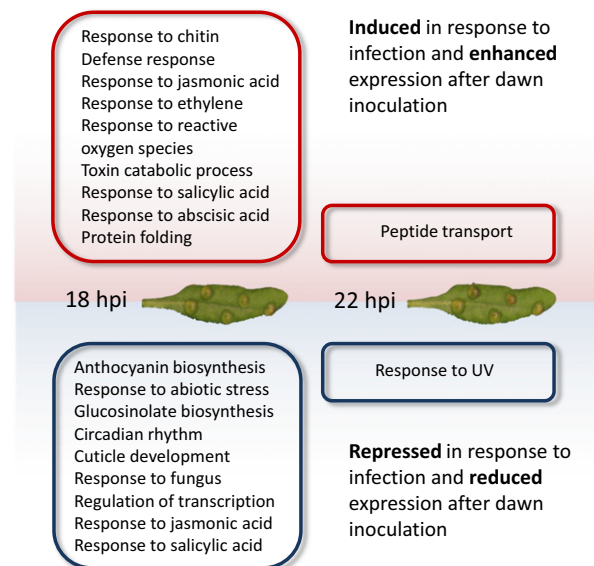 Response to chitin
Defense response
Response to jasmonic acid
Response to ethylene
Response to reactive
oxygen species
Toxin catabolic process
Response to salicylic acid
Response to abscisic acid
Protein folding
Induced in response to
infection and enhanced
expression after dawn
inoculation
Peptide transport
18 hpi
22 hpi
Anthocyanin biosynthesis
Response to abiotic stress
Glucosinolate biosynthesis
Circadian rhythm
Cuticle development
Response to fungus
Regulation of transcription
Response to jasmonic acid
Response to salicylic acid
Response to UV
Repressed in response to
infection and reduced
expression after dawn
inoculation